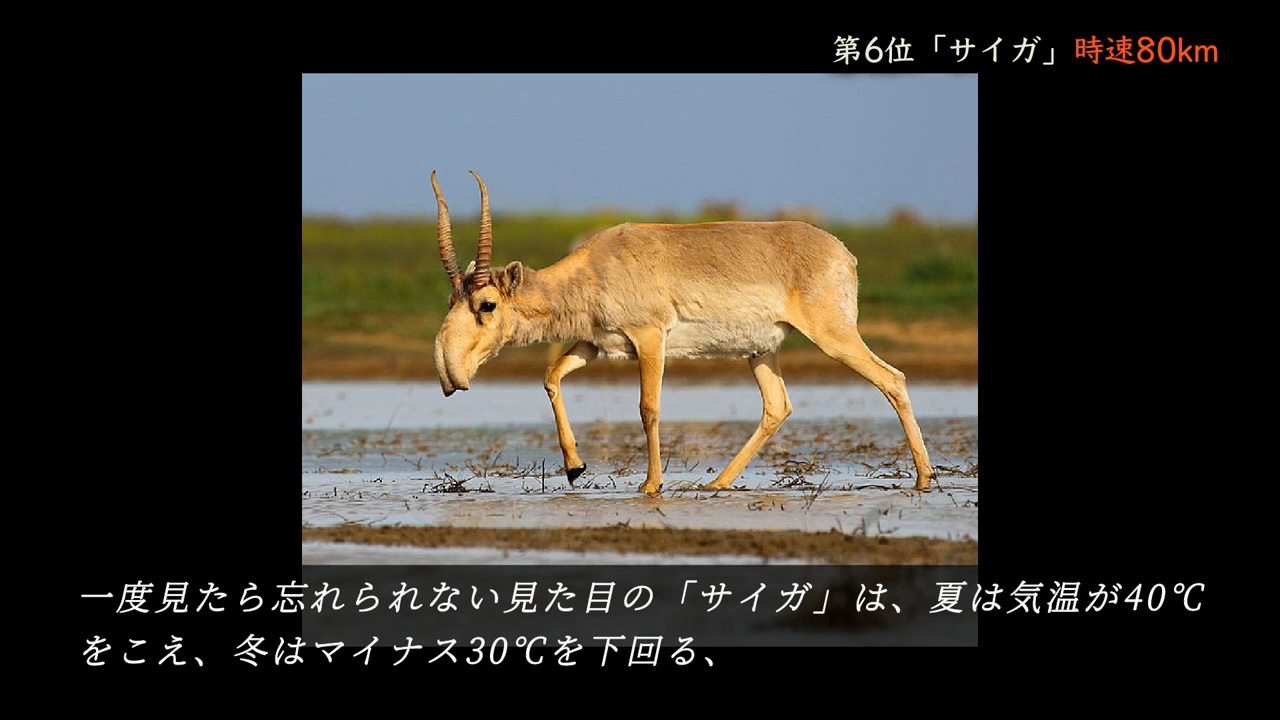 第6位「サイガ」時速80km
一度見たら忘れられない見た目の「サイガ」は、夏は気温が40℃
をこえ、冬はマイナス30℃を下回る、